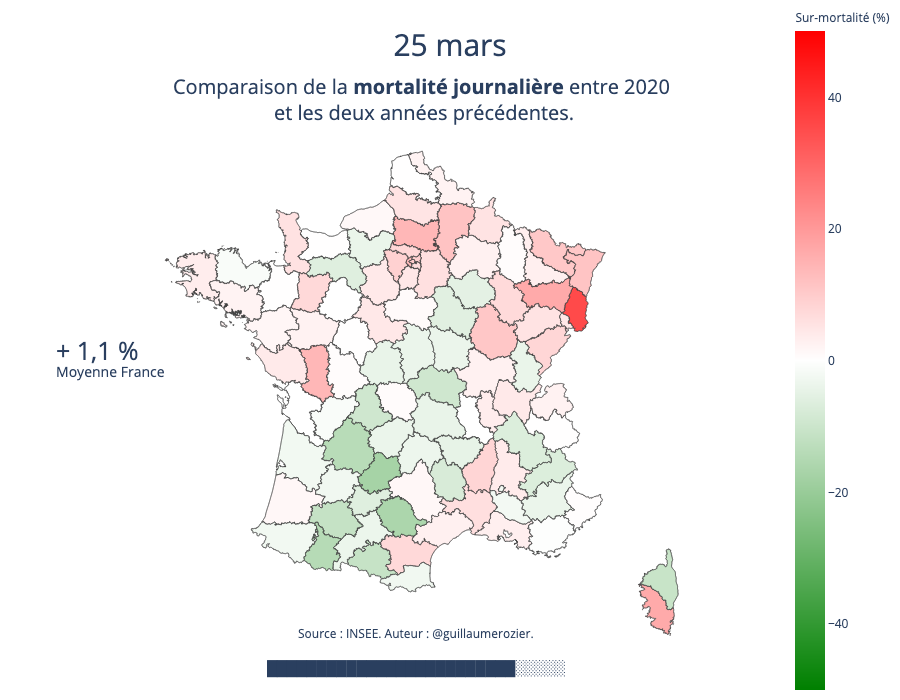 Sur-mortalité (%)
25 mars
Comparaison de la mortalité journalière entre 2020
et les deux années précédentes.
40
20
0
−20
−40
+ 1,1 %
Moyenne France
Source : INSEE. Auteur : @guillaumerozier.